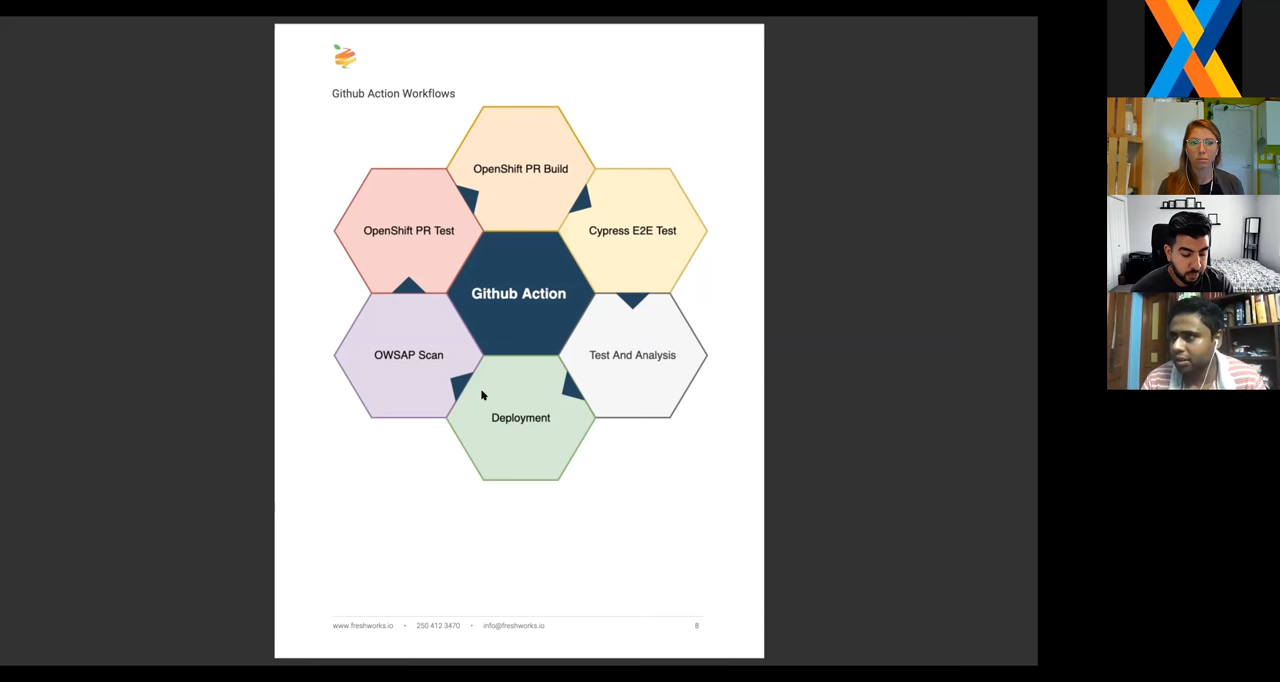 Github Action Workflows
OpenShift PR Build
OpenShift PR Test
Cypress E2E Test
Github Action
OWSAP Scan
Test And Analysis
Deployment
www.freshworks.io • 250 412 3470 • info@freshworks.io 8